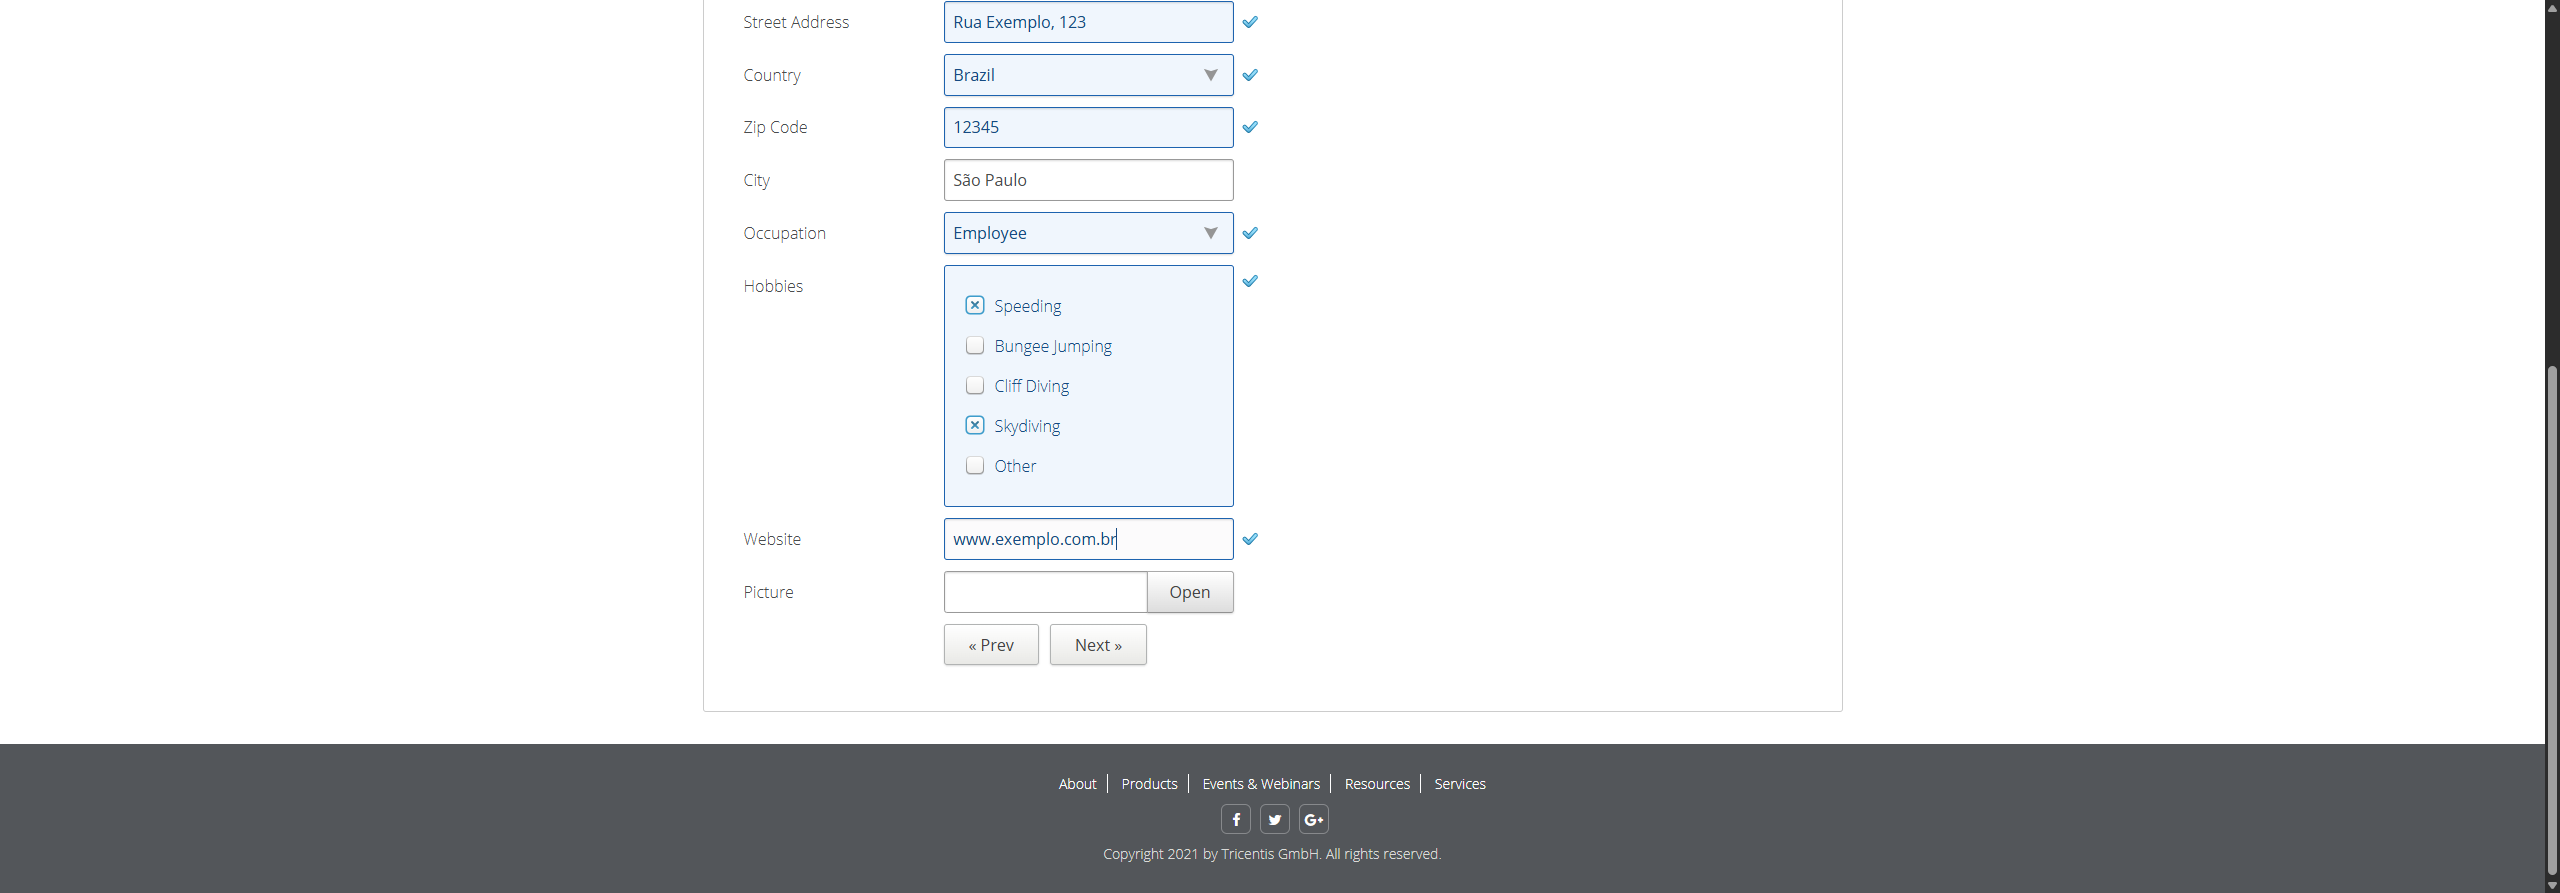 Street Address Rua Exemplo, 123
Country Brazil
Zip Code 12345
City São Paulo
Occupation Employee
Hobbies
Speeding
Bungee Jumping
Cliff Diving
Skydiving
Other
Website www.exemplo.com.br
Picture Open
« Prev Next »
About Products Events & Webinars Resources Services
Copyright 2021 by Tricentis GmbH. All rights reserved.